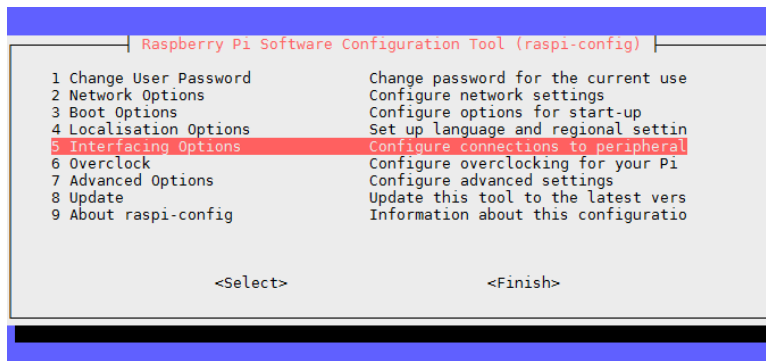 Raspberry Pi Software Configuration Tool (raspi-config)
1 Change User Password Change password for the current use
2 Network Options Configure network settings
3 Boot Options Configure options for start-up
4 Localisation Options Set up language and regional settin
5 Interfacing Options Configure connections to peripheral
6 Overclock Configure overclocking for your Pi
7 Advanced Options Configure advanced settings
8 Update Update this tool to the latest vers
9 About raspi-config Information about this configuratio
<Select> <Finish>